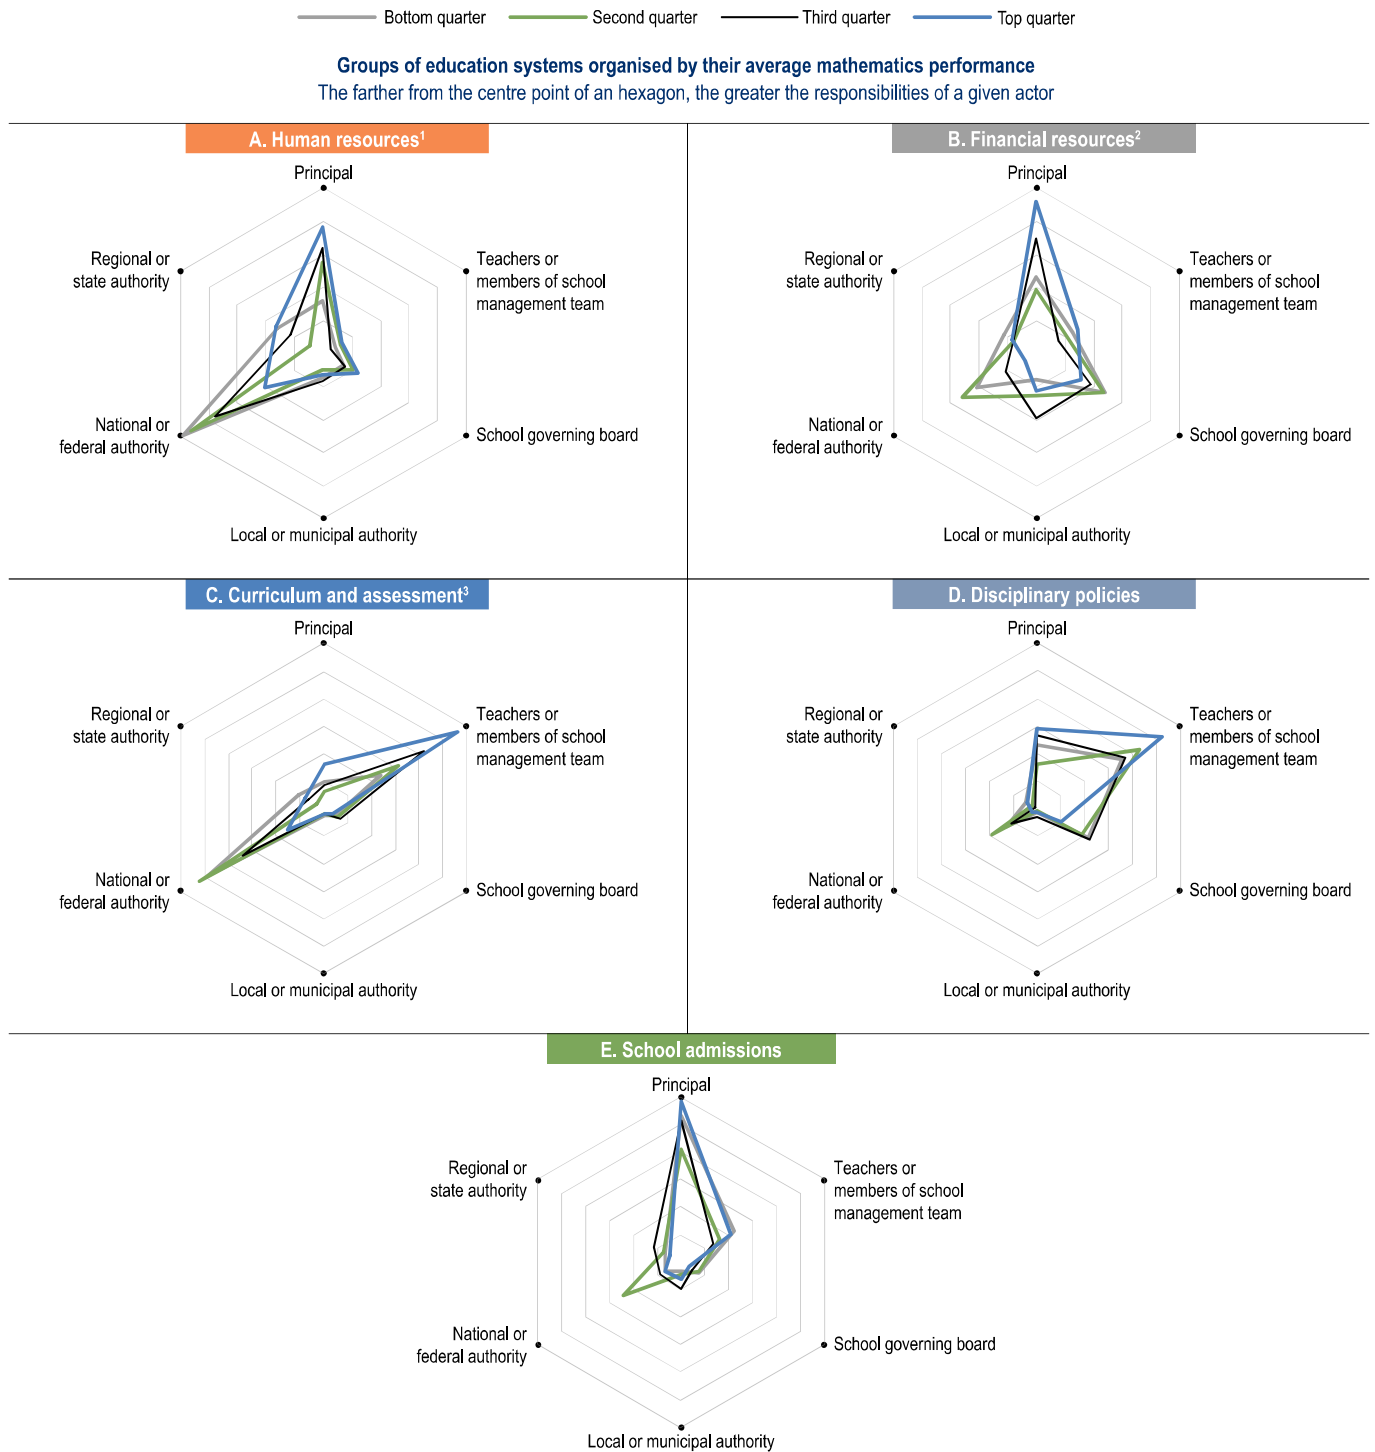 Bottom quarter Second quarter Third quarter Top quarter
Groups of education systems organised by their average mathematics performance
The farther from the centre point of an hexagon, the greater the responsibilities of a given actor
A. Human resources¹
Principal
Regional or
state authority
Teachers or
members of school
management team
National or
federal authority
School governing board
Local or municipal authority
B. Financial resources²
Principal
Regional or
state authority
Teachers or
members of school
management team
National or
federal authority
School governing board
Local or municipal authority
C. Curriculum and assessment³
Principal
Regional or
state authority
Teachers or
members of school
management team
National or
federal authority
School governing board
Local or municipal authority
D. Disciplinary policies
Principal
Regional or
state authority
Teachers or
members of school
management team
National or
federal authority
School governing board
Local or municipal authority
E. School admissions
Principal
Regional or
state authority
Teachers or
members of school
management team
National or
federal authority
School governing board
Local or municipal authority